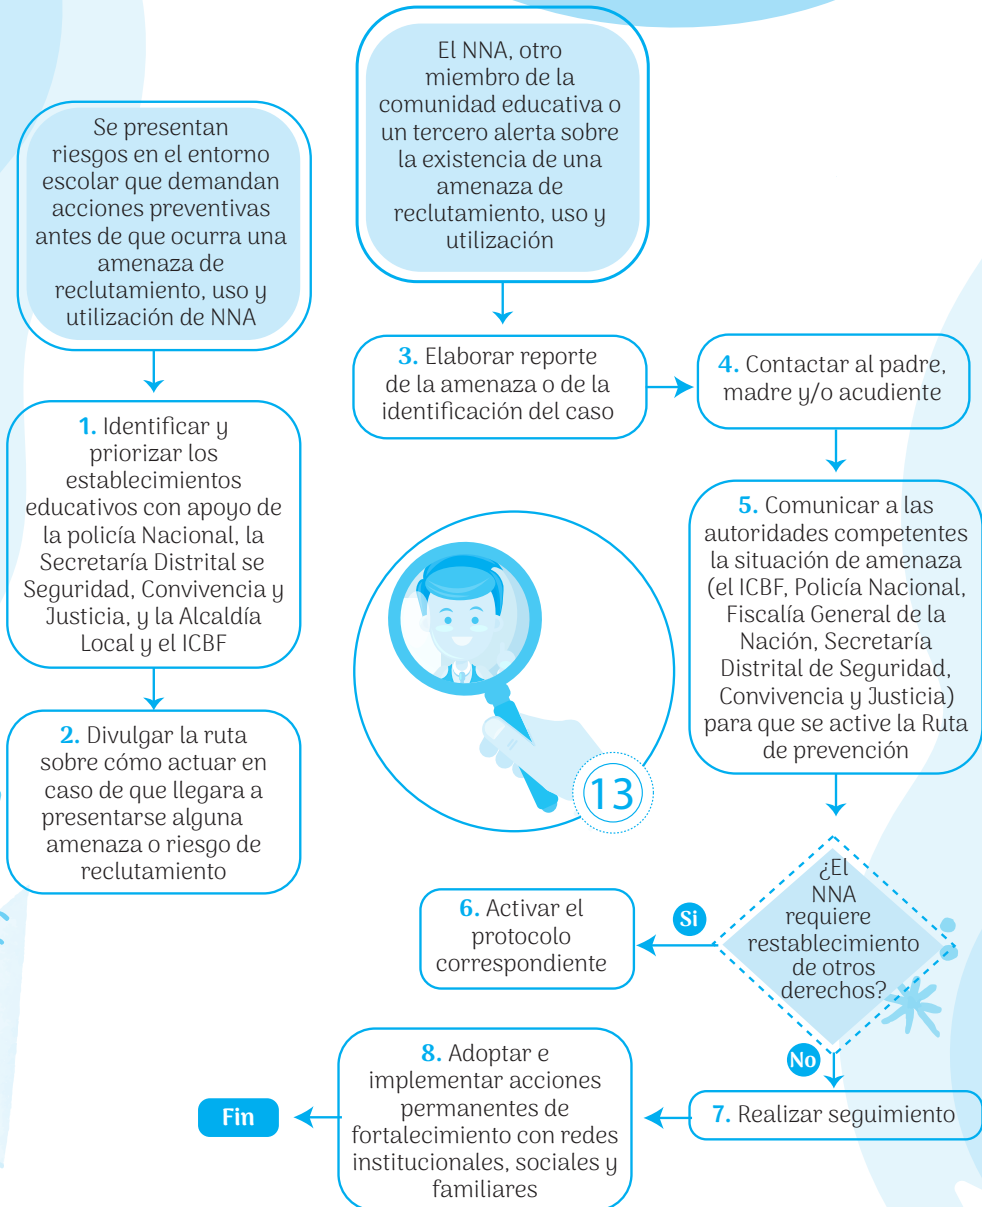 Se presentan
riesgos en el entorno
escolar que demandan
acciones preventivas
antes de que ocurra una
amenaza de
reclutamiento, uso y
utilización de NNA
1. Identificar y
priorizar los
establecimientos
educativos con apoyo de
la policía Nacional, la
Secretaría Distrital se
Seguridad, Convivencia y
Justicia, y la Alcaldía
Local y el ICBF
2. Divulgar la ruta
sobre cómo actuar en
caso de que llegara a
presentarse alguna
amenaza o riesgo de
reclutamiento
El NNA, otro
miembro de la
comunidad educativa o
un tercero alerta sobre
la existencia de una
amenaza de
reclutamiento, uso y
utilización
3. Elaborar reporte
de la amenaza o de la
identificación del caso
4. Contactar al padre,
madre y/o acudiente
5. Comunicar a las
autoridades competentes
la situación de amenaza
(el ICBF, Policía Nacional,
Fiscalía General de la
Nación, Secretaría
Distrital de Seguridad,
Convivencia y Justicia)
para que se active la Ruta
de prevención
13
¿El
NNA
requiere
restablecimiento
de otros
derechos?
Si
6. Activar el
protocolo
correspondiente
No
7. Realizar seguimiento
8. Adoptar e
implementar acciones
permanentes de
fortalecimiento con redes
institucionales, sociales y
familiares
Fin